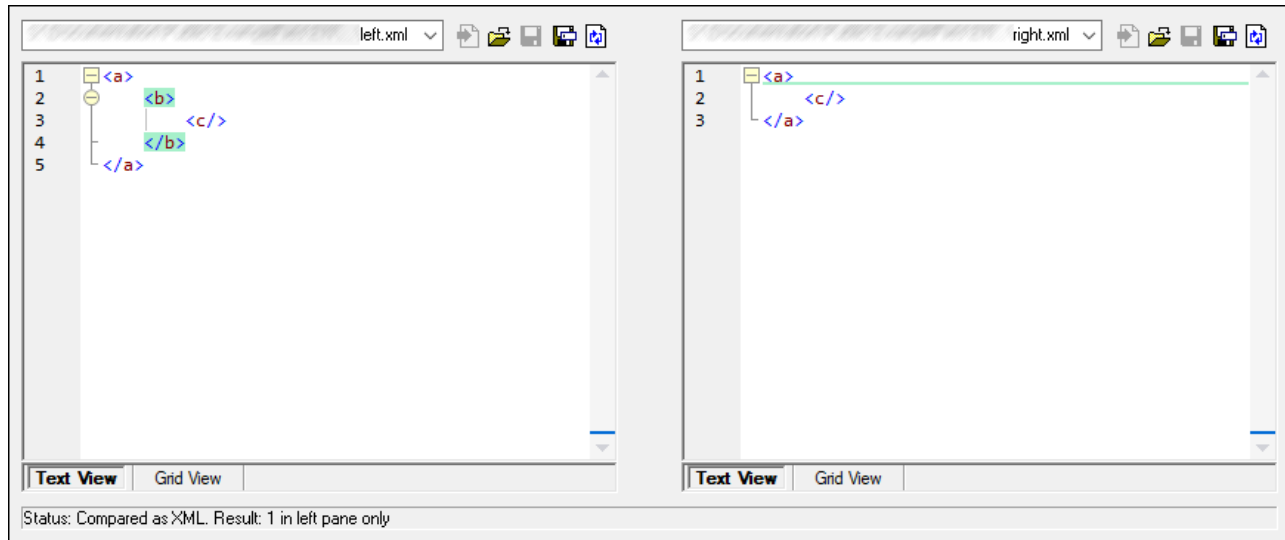 left.xml
1 <a>
2 <b>
3 <c/>
4 </b>
5 </a>
Text View Grid View
right.xml
1 <a>
2 <c/>
3 </a>
Text View Grid View
Status: Compared as XML. Result: 1 in left pane only